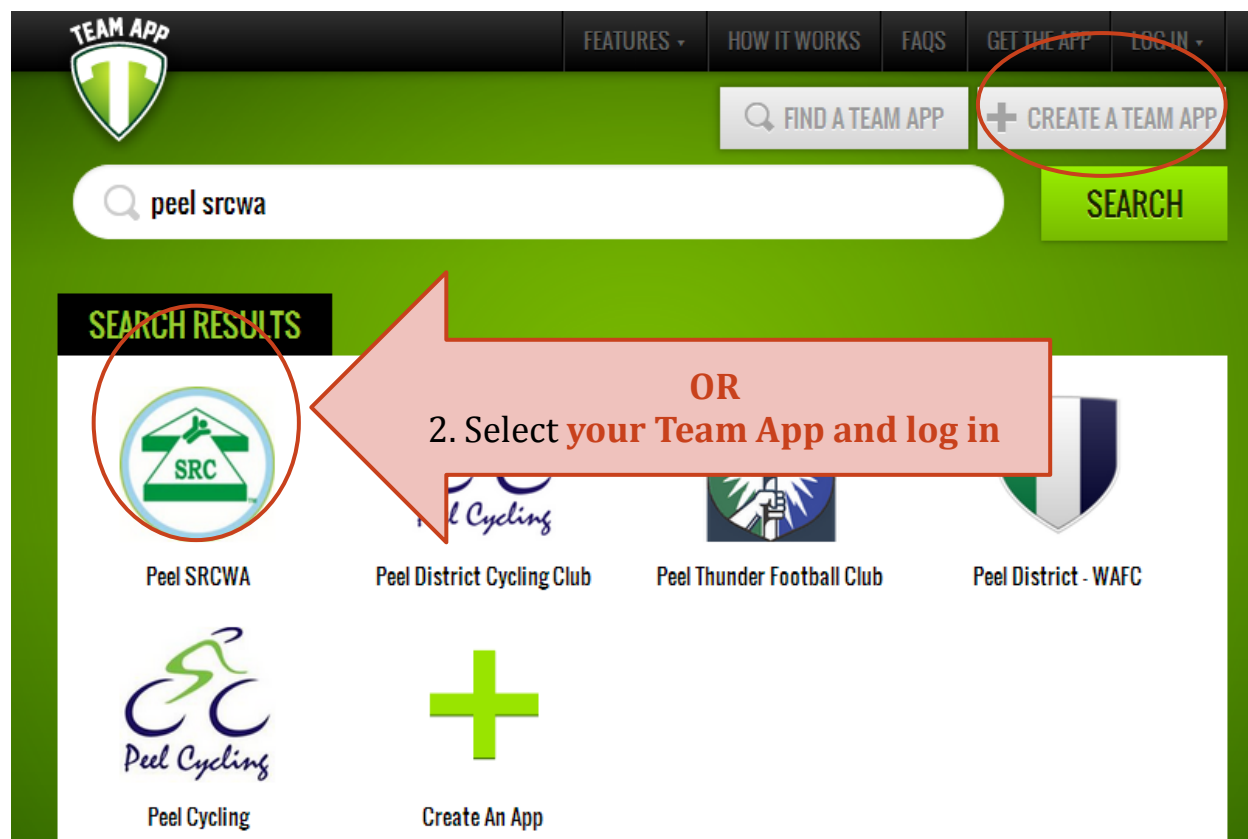 TEAM APP
FEATURES HOW IT WORKS FAQS GET THE APP LOG IN
FIND A TEAM APP CREATE A TEAM APP
peel srcwa SEARCH
SEARCH RESULTS
OR
2. Select your Team App and log in
SRC
Cycling
Peel SRCWA Peel District Cycling Club Peel Thunder Football Club Peel District - WAFC
Peel Cycling
Peel Cycling Create An App